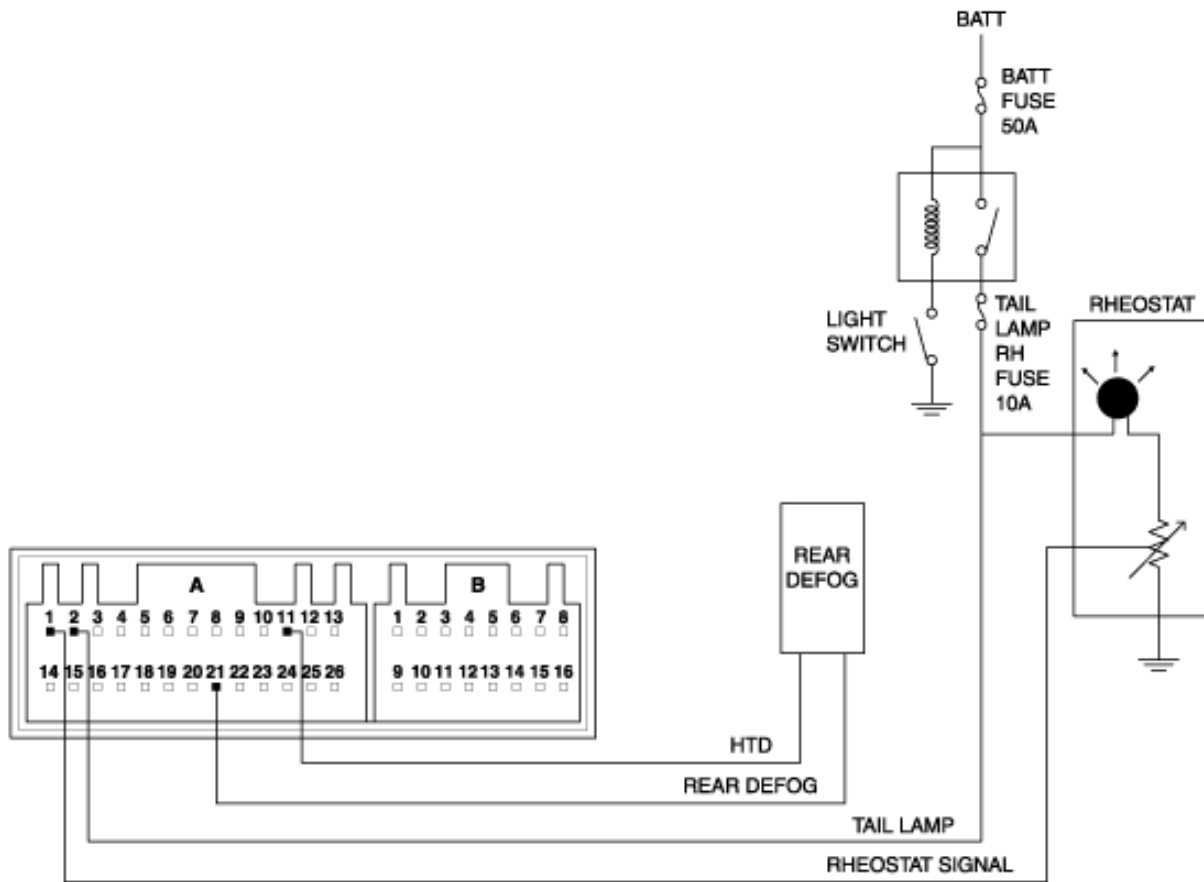 BATT
BATT
FUSE
50A
LIGHT
SWITCH
TAIL
LAMP
RH
FUSE
10A
RHEOSTAT
REAR
DEFOG
A
B
1 2 3 4 5 6 7 8 9 10 11 12 13
1 2 3 4 5 6 7 8
14 15 16 17 18 19 20 21 22 23 24 25 26
9 10 11 12 13 14 15 16
HTD
REAR DEFOG
TAIL LAMP
RHEOSTAT SIGNAL